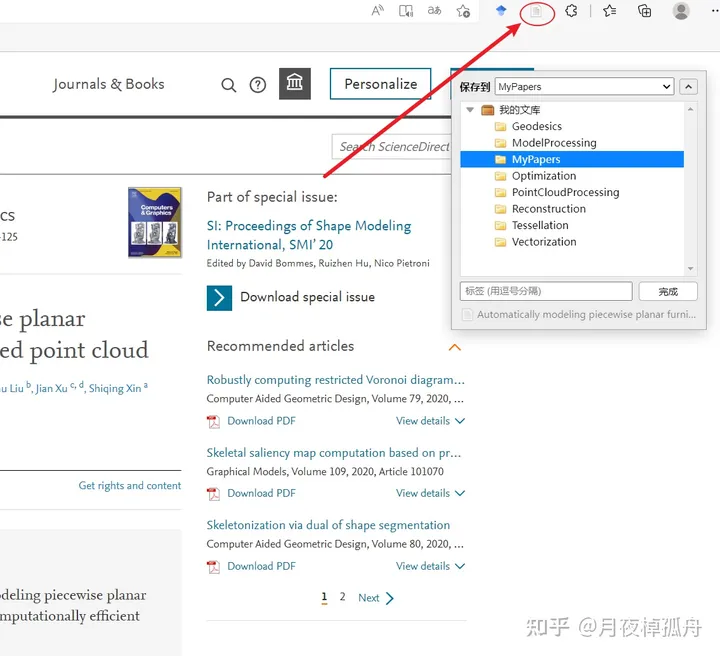 Journals & Books
Personalize
Search ScienceDirect
保存到
MyPapers
我的文库
Geodesics
ModelProcessing
MyPapers
Optimization
PointCloudProcessing
Reconstruction
Tessellation
Vectorization
标签 (用逗号分隔)
完成
Automatically modeling piecewise planar furni...
cs
-125
Computers & Graphics
Part of special issue:
SI: Proceedings of Shape Modeling
International, SMI’ 20
Edited by David Bommes, Ruizhen Hu, Nico Pietroni
Download special issue
se planar
ed point cloud
u Liu b, Jian Xu c, d, Shiqing Xin a
Recommended articles
Robustly computing restricted Voronoi diagram...
Computer Aided Geometric Design, Volume 79, 2020, ...
Download PDF
View details
Skeletal saliency map computation based on pr...
Graphical Models, Volume 109, 2020, Article 101070
Download PDF
View details
Get rights and content
Skeletonization via dual of shape segmentation
Computer Aided Geometric Design, Volume 80, 2020, ...
Download PDF
View details
1 2 Next
deling piecewise planar
mputationally efficient
知乎 @月夜棹孤舟